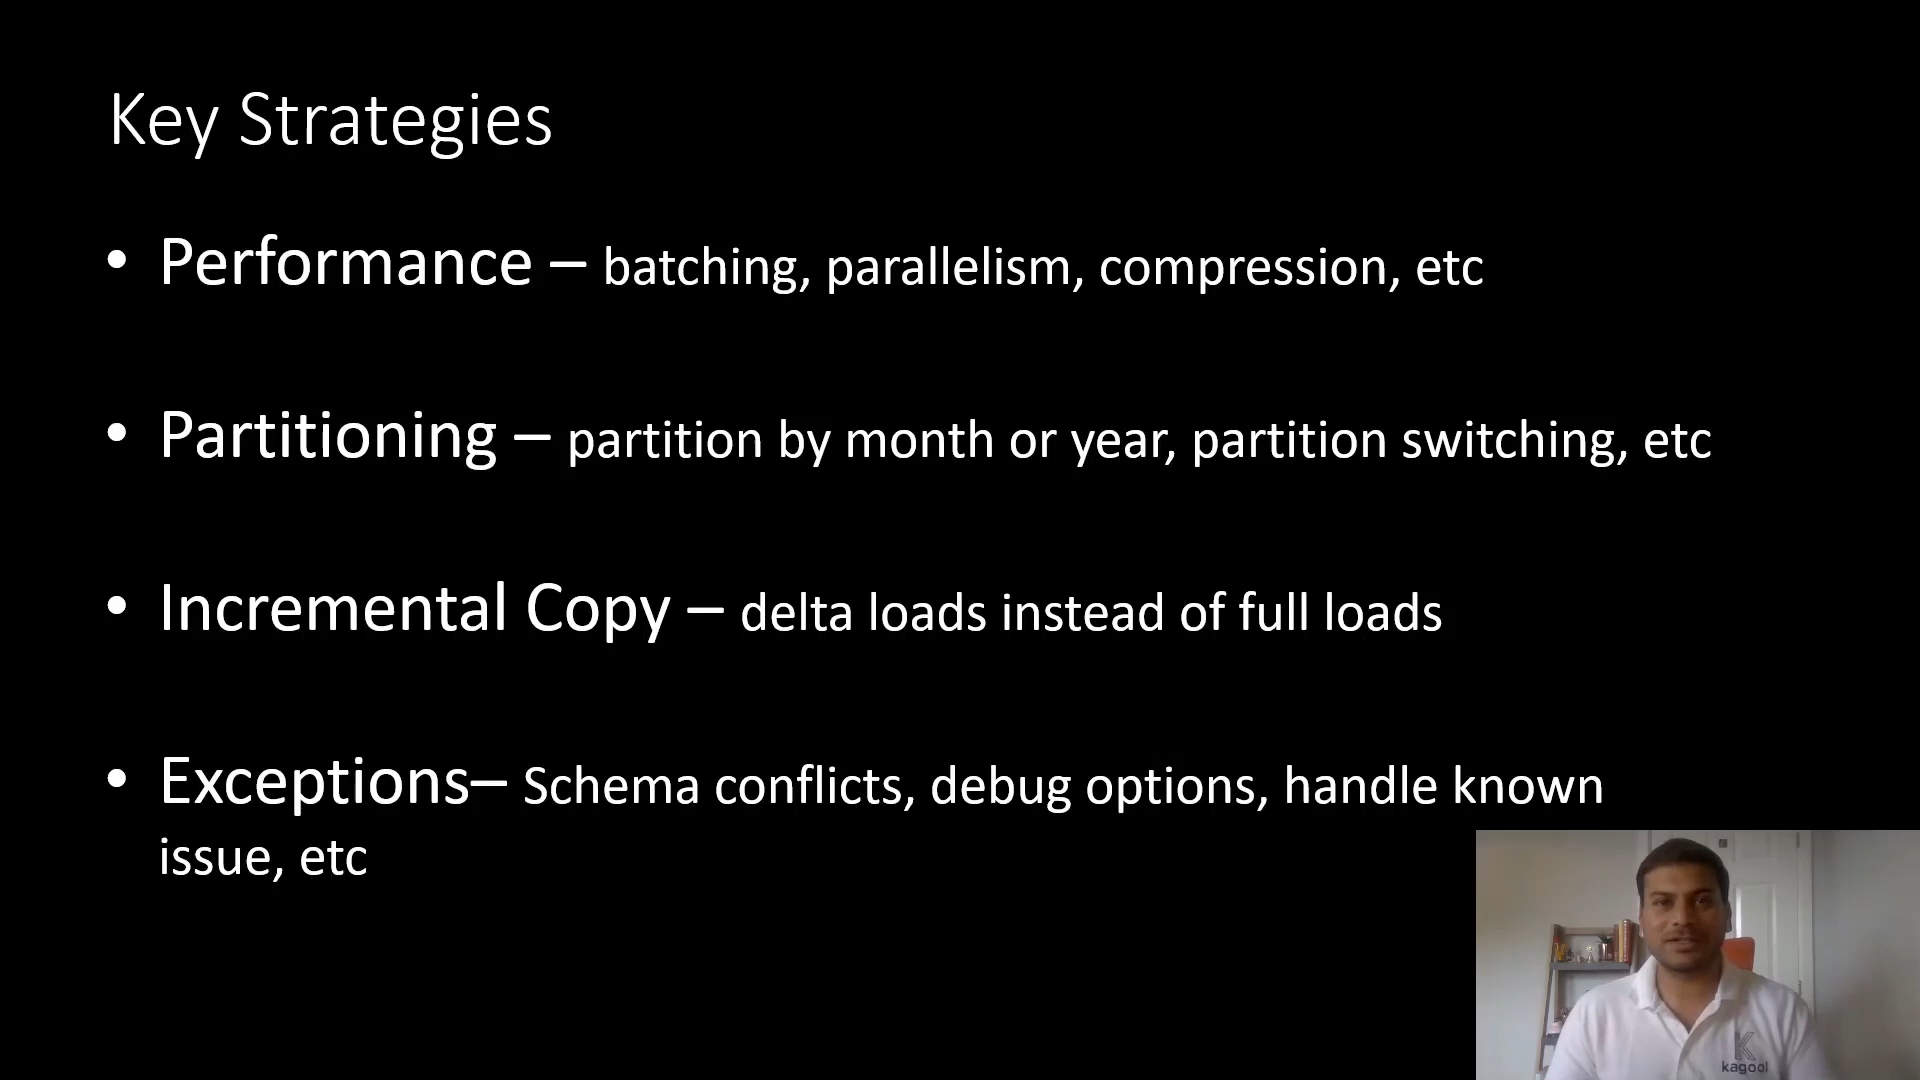 Key Strategies
• Performance – batching, parallelism, compression, etc
• Partitioning – partition by month or year, partition switching, etc
• Incremental Copy – delta loads instead of full loads
• Exceptions– Schema conflicts, debug options, handle known
issue, etc
K
kagool